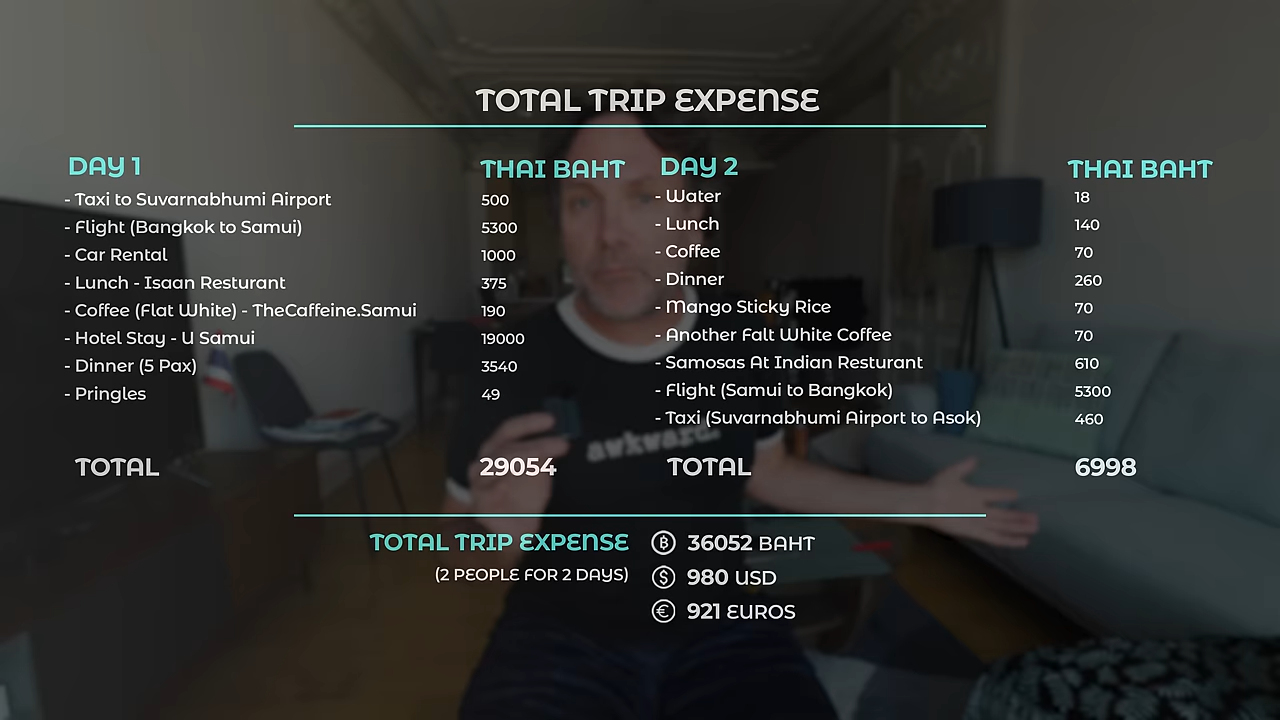 TOTAL TRIP EXPENSE
DAY 1 THAI BAHT
- Taxi to Suvarnabhumi Airport 500
- Flight (Bangkok to Samui) 5300
- Car Rental 1000
- Lunch - Isaan Resturant 375
- Coffee (Flat White) - TheCaffeine.Samui 190
- Hotel Stay - U Samui 19000
- Dinner (5 Pax) 3540
- Pringles 49
TOTAL 29054
DAY 2 THAI BAHT
- Water 18
- Lunch 140
- Coffee 70
- Dinner 260
- Mango Sticky Rice 70
- Another Falt White Coffee 70
- Samosas At Indian Resturant 610
- Flight (Samui to Bangkok) 5300
- Taxi (Suvarnabhumi Airport to Asok) 460
TOTAL 6998
TOTAL TRIP EXPENSE ฿ 36052 BAHT
(2 PEOPLE FOR 2 DAYS) $ 980 USD
€ 921 EUROS
awkward.